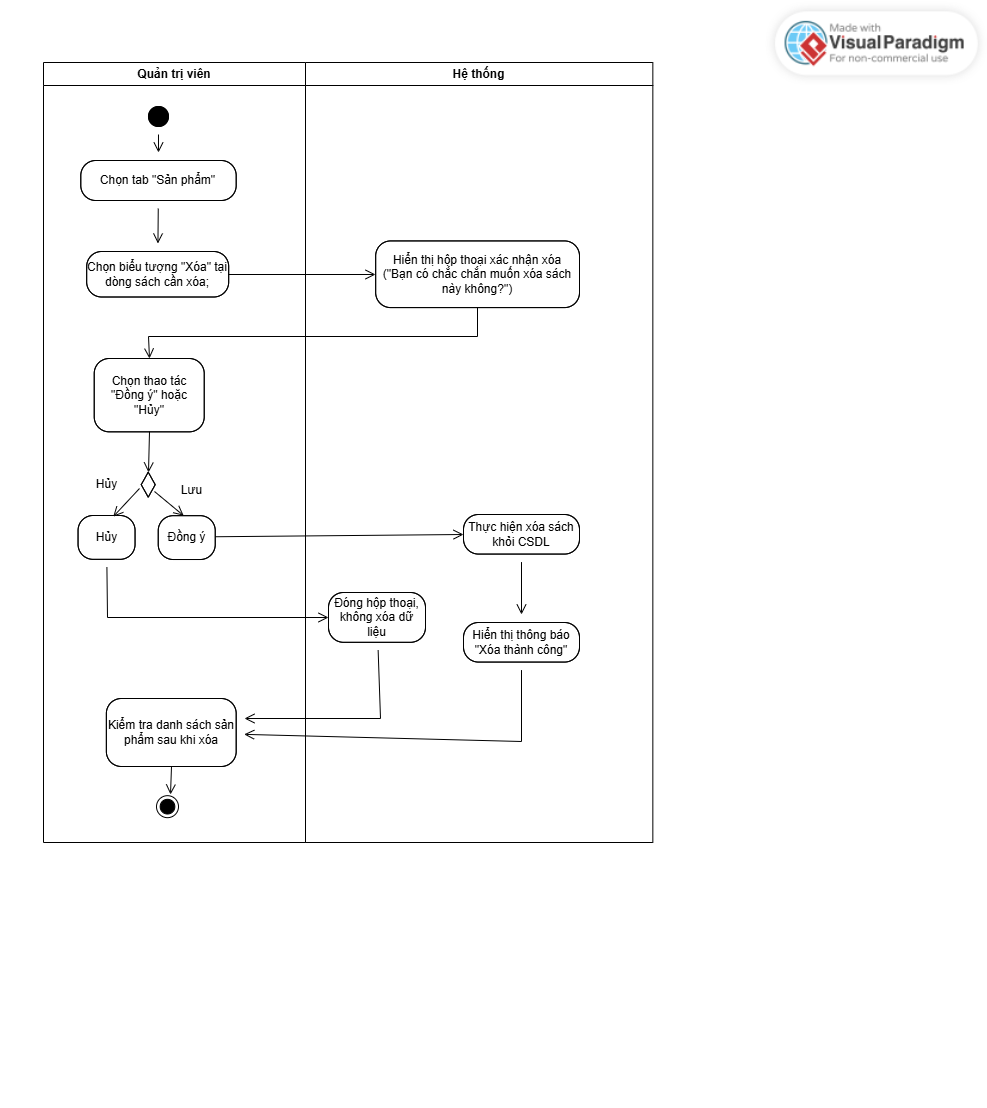 Made with
VisualParadigm
For non-commercial use
Quản trị viên
Hệ thống
Chọn tab "Sản phẩm"
Chọn biểu tượng "Xóa" tại
dòng sách cần xóa;
Hiển thị hộp thoại xác nhận xóa
("Bạn có chắc chắn muốn xóa sách
này không?")
Chọn thao tác
"Đồng ý" hoặc
"Hủy"
Hủy
Lưu
Hủy
Đồng ý
Thực hiện xóa sách
khỏi CSDL
Đóng hộp thoại,
không xóa dữ
liệu
Hiển thị thông báo
"Xóa thành công"
Kiểm tra danh sách sản
phẩm sau khi xóa